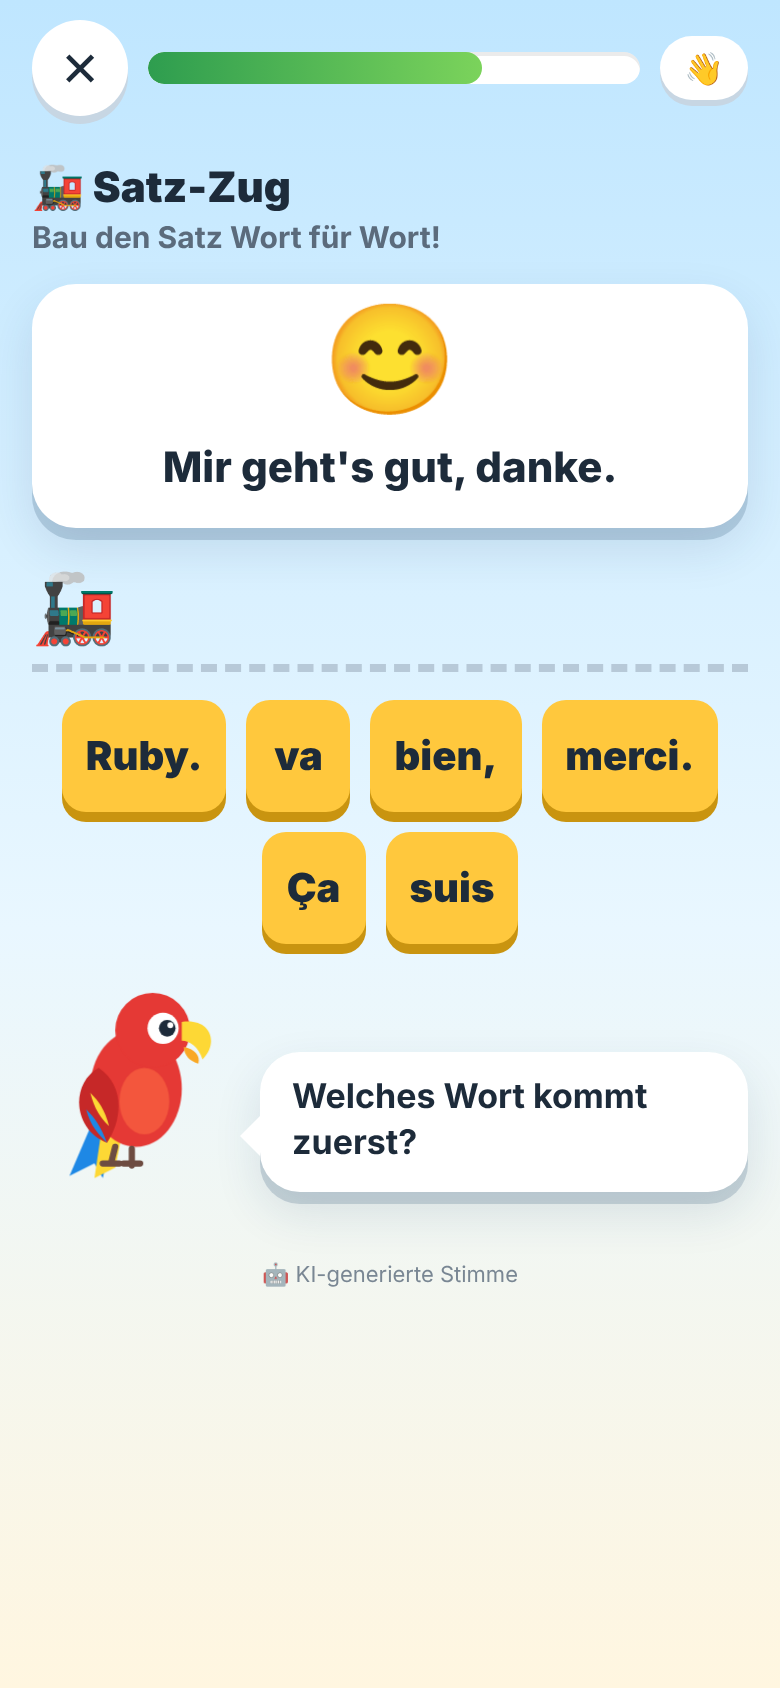 Satz-Zug
Bau den Satz Wort für Wort!
Mir geht's gut, danke.
Ruby. va bien, merci.
Ça suis
Welches Wort kommt
zuerst?
KI-generierte Stimme